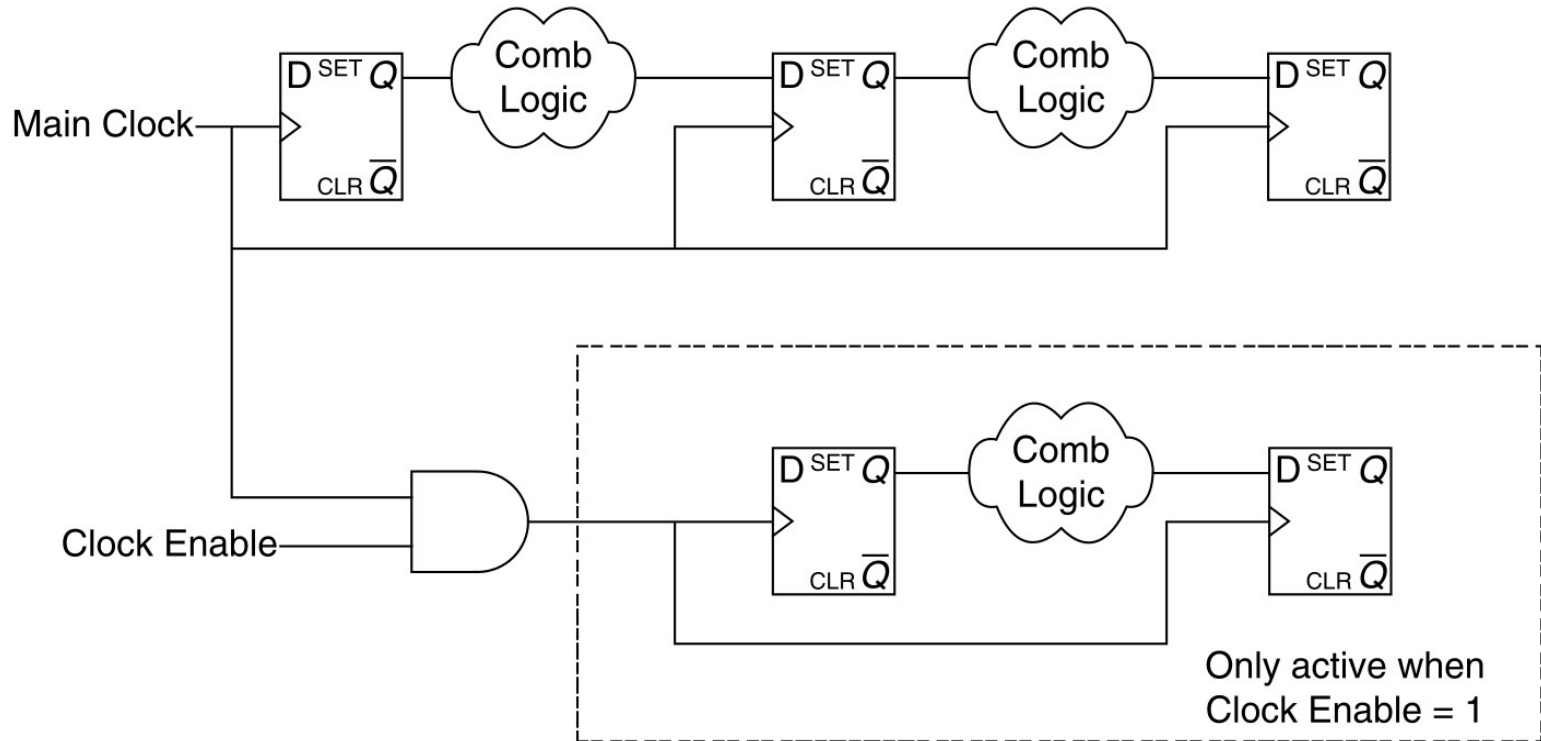 Comb
Logic
Comb
Logic
D SET Q
D SET Q
D SET Q
Main Clock
CLR Q̅
CLR Q̅
CLR Q̅
Comb
Logic
D SET Q
D SET Q
Clock Enable
CLR Q̅
CLR Q̅
Only active when
Clock Enable = 1